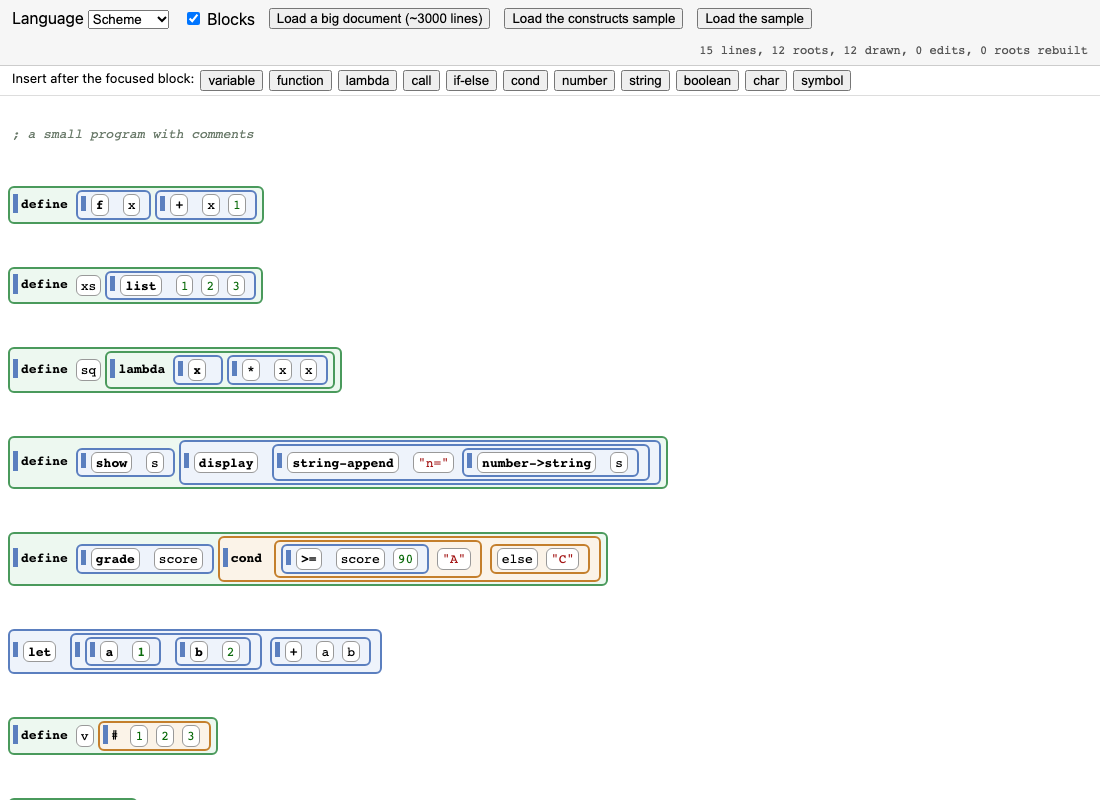 Language Scheme Blocks Load a big document (~3000 lines) Load the constructs sample Load the sample
15 lines, 12 roots, 12 drawn, 0 edits, 0 roots rebuilt
Insert after the focused block: variable function lambda call if-else cond number string boolean char symbol
; a small program with comments
define f x + x 1
define xs list 1 2 3
define sq lambda x * x x
define show s display string-append "n=" number->string s
define grade score cond >= score 90 "A" else "C"
let a 1 b 2 + a b
define v # 1 2 3